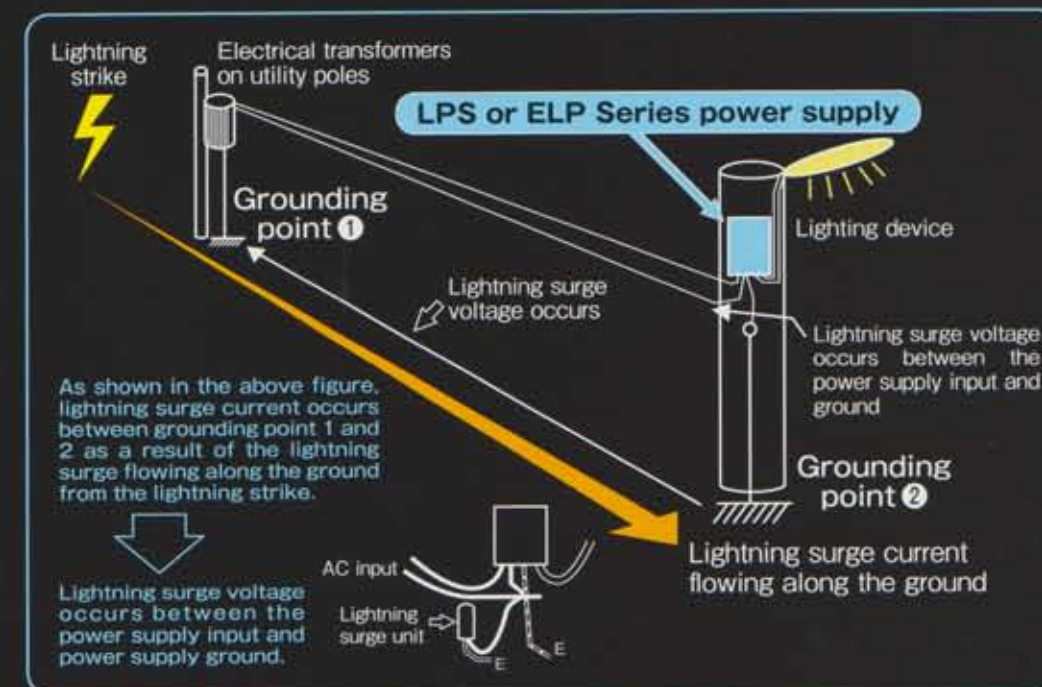 Lightning
strike
Electrical transformers
on utility poles
LPS or ELP Series power supply
Grounding
point ❶
Lighting device
Lightning surge
voltage occurs
Lightning surge voltage
occurs between the
power supply input and
ground
As shown in the above figure,
lightning surge current occurs
between grounding point 1 and
2 as a result of the lightning
surge flowing along the ground
from the lightning strike.
Grounding
point ❷
Lightning surge current
flowing along the ground
AC input
Lightning
surge unit
E
E
Lightning surge voltage
occurs between the
power supply input and
power supply ground.